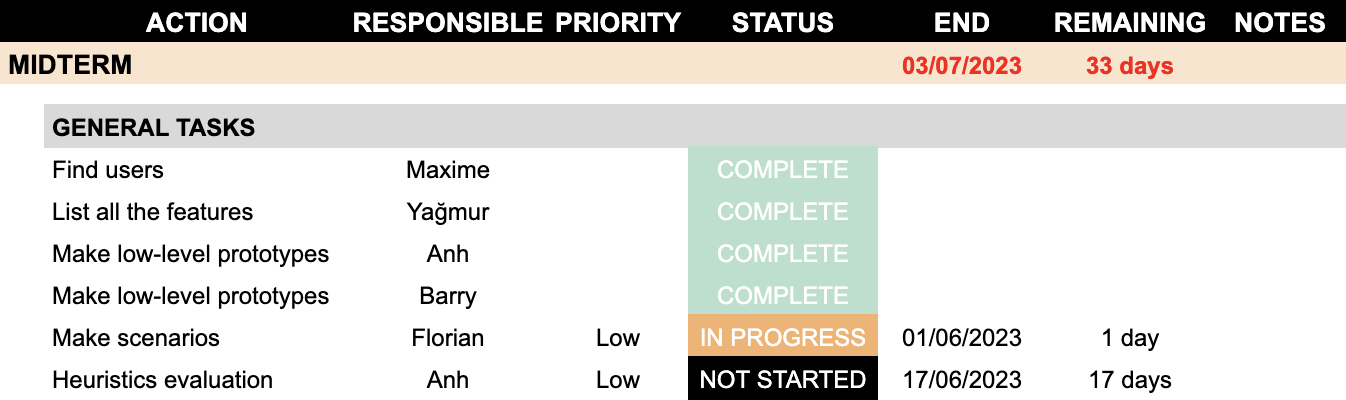 ACTION RESPONSIBLE PRIORITY STATUS END REMAINING NOTES
MIDTERM 03/07/2023 33 days
GENERAL TASKS
Find users Maxime COMPLETE
List all the features Yağmur COMPLETE
Make low-level prototypes Anh COMPLETE
Make low-level prototypes Barry COMPLETE
Make scenarios Florian Low IN PROGRESS 01/06/2023 1 day
Heuristics evaluation Anh Low NOT STARTED 17/06/2023 17 days